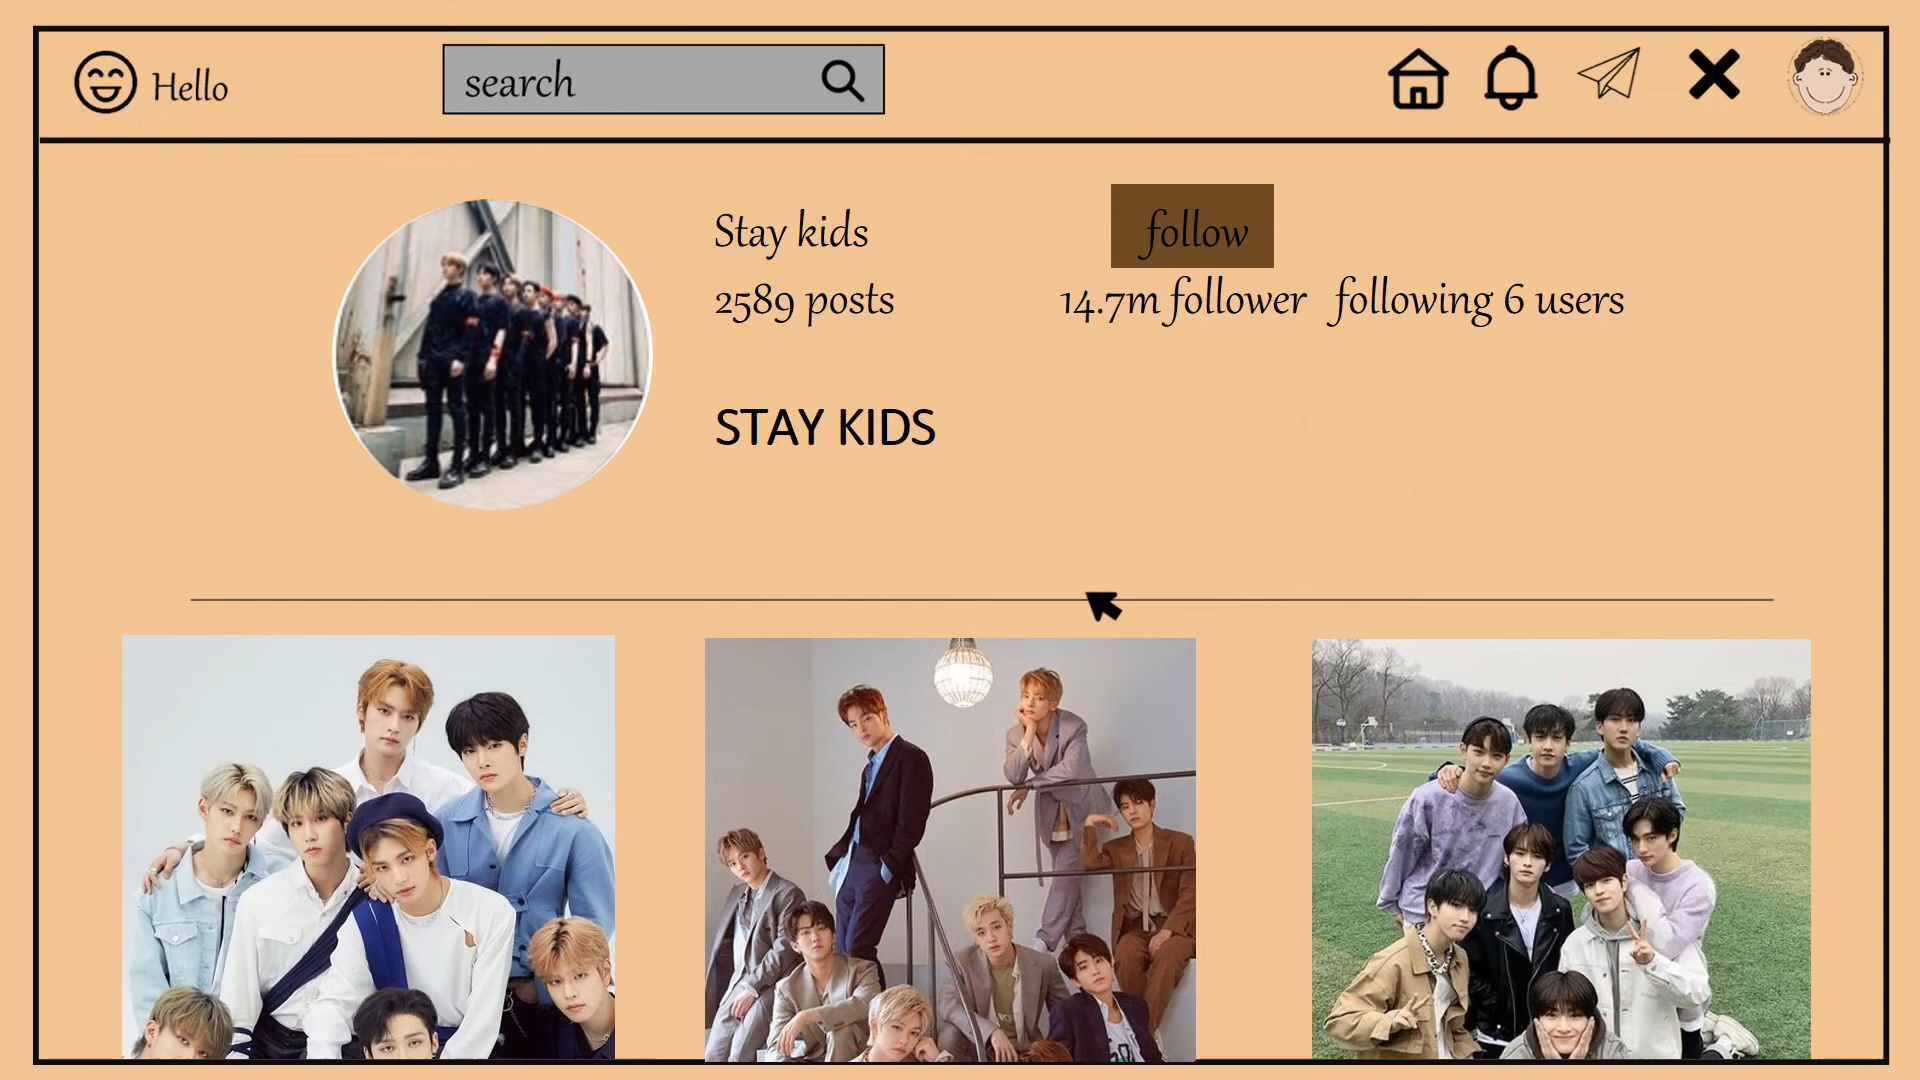 Hello
search
Stay kids
follow
2589 posts
14.7m follower
following 6 users
STAY KIDS